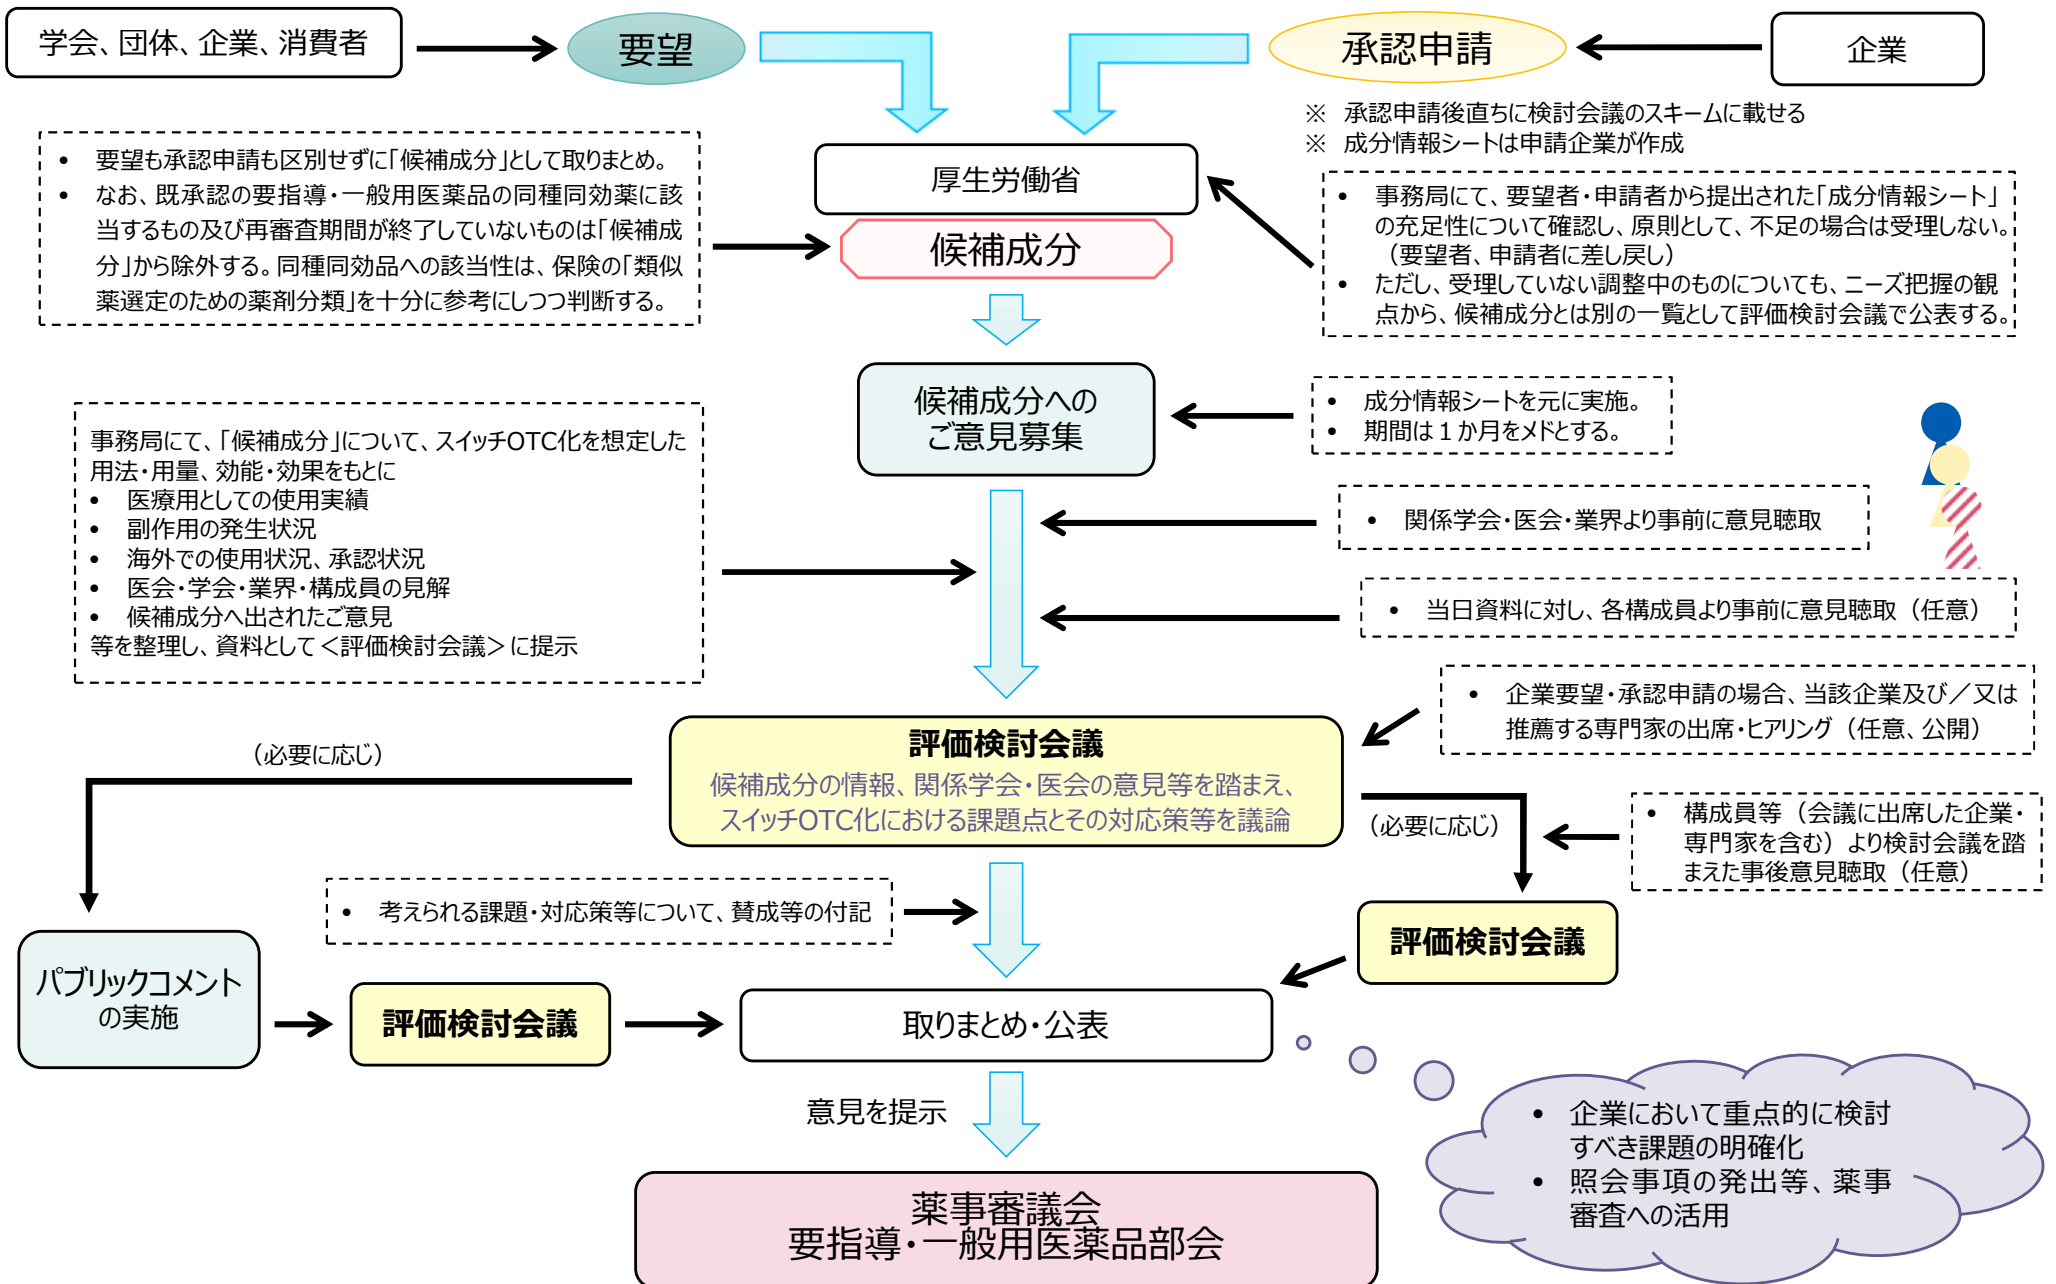 学会、団体、企業、消費者
要望
承認申請
企業
※ 承認申請後直ちに検討会議のスキームに載せる
※ 成分情報シートは申請企業が作成
• 要望も承認申請も区別せずに「候補成分」として取りまとめ。
• なお、既承認の要指導・一般用医薬品の同種同効薬に該
当するもの及び再審査期間が終了していないものは「候補成
分」から除外する。同種同効品への該当性は、保険の「類似
薬選定のための薬剤分類」を十分に参考にしつつ判断する。
厚生労働省
候補成分
• 事務局にて、要望者・申請者から提出された「成分情報シート」
の充足性について確認し、原則として、不足の場合は受理しない。
（要望者、申請者に差し戻し）
• ただし、受理していない調整中のものについても、ニーズ把握の観
点から、候補成分とは別の一覧として評価検討会議で公表する。
候補成分への
ご意見募集
• 成分情報シートを元に実施。
• 期間は１か月をメドとする。
事務局にて、「候補成分」について、スイッチOTC化を想定した
用法・用量、効能・効果をもとに
• 医療用としての使用実績
• 副作用の発生状況
• 海外での使用状況、承認状況
• 医会・学会・業界・構成員の見解
• 候補成分へ出されたご意見
等を整理し、資料として＜評価検討会議＞に提示
• 関係学会・医会・業界より事前に意見聴取
• 当日資料に対し、各構成員より事前に意見聴取（任意）
• 企業要望・承認申請の場合、当該企業及び／又は
推薦する専門家の出席・ヒアリング（任意、公開）
評価検討会議
候補成分の情報、関係学会・医会の意見等を踏まえ、
スイッチOTC化における課題点とその対応策等を議論
（必要に応じ）
（必要に応じ）
• 構成員等（会議に出席した企業・
専門家を含む）より検討会議を踏
まえた事後意見聴取（任意）
• 考えられる課題・対応策等について、賛成等の付記
評価検討会議
パブリックコメント
の実施
評価検討会議
取りまとめ・公表
意見を提示
• 企業において重点的に検討
すべき課題の明確化
• 照会事項の発出等、薬事
審査への活用
薬事審議会
要指導・一般用医薬品部会